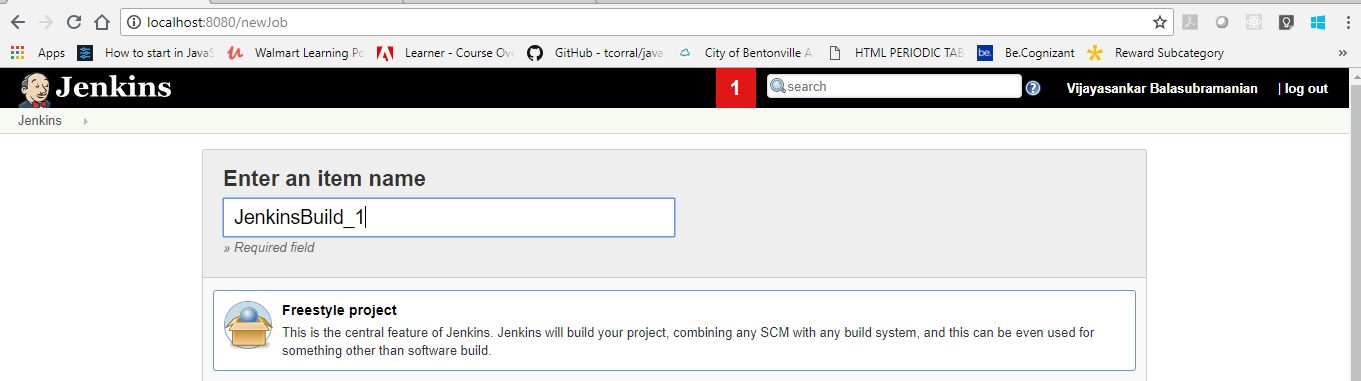 localhost:8080/newJob
Apps How to start in JavaS Walmart Learning Po Learner - Course Ove GitHub - tcorral/java City of Bentonville A HTML PERIODIC TAB Be.Cognizant Reward Subcategory »
Jenkins 1 search Vijayasankar Balasubramanian | log out
Jenkins
Enter an item name
JenkinsBuild_1
» Required field
Freestyle project
This is the central feature of Jenkins. Jenkins will build your project, combining any SCM with any build system, and this can be even used for
something other than software build.